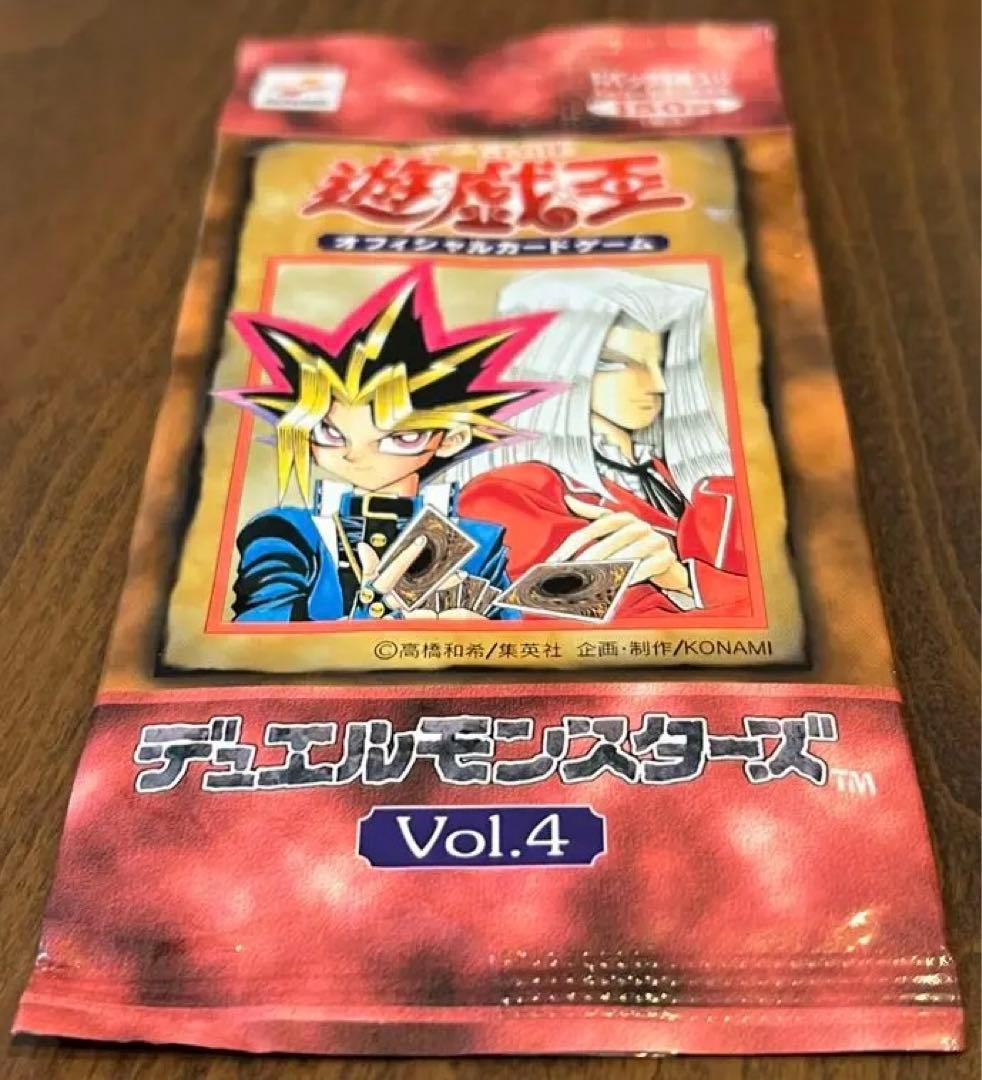 KONAMI
遊戯王
オフィシャルカードゲーム
©高橋和希/集英社 企画・制作/KONAMI
デュエルモンスターズ™
Vol.4